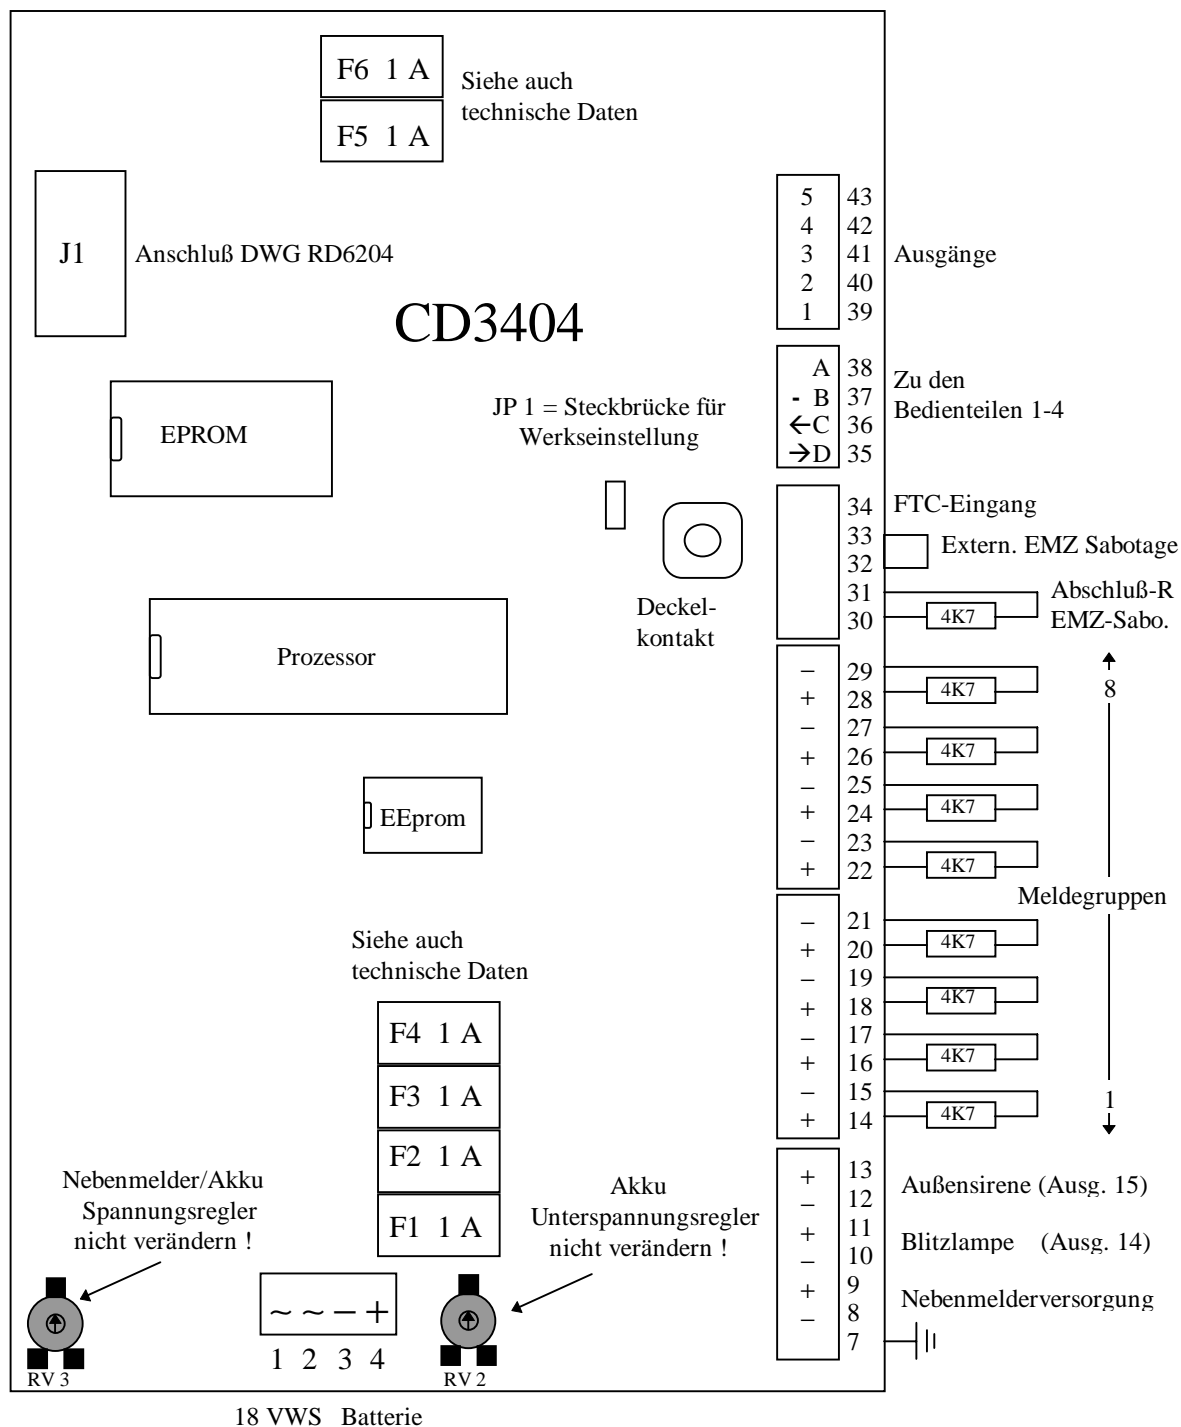 F6 1 A
F5 1 A
Siehe auch
technische Daten
J1
Anschluß DWG RD6204
CD3404
5 43
4 42
3 41
2 40
1 39
Ausgänge
A 38
- B 37
←C 36
→D 35
Zu den
Bedienteilen 1-4
EPROM
JP 1 = Steckbrücke für
Werkseinstellung
34 FTC-Eingang
33
32
Extern. EMZ Sabotage
31
30
4K7
Abschluß-R
EMZ-Sabo.
Deckel-
kontakt
Prozessor
− 29
+ 28
4K7
8
− 27
+ 26
4K7
− 25
+ 24
4K7
− 23
+ 22
4K7
EEprom
Meldegruppen
− 21
+ 20
4K7
− 19
+ 18
4K7
− 17
+ 16
4K7
− 15
+ 14
4K7
1
Siehe auch
technische Daten
F4 1 A
F3 1 A
F2 1 A
F1 1 A
Nebenmelder/Akku
Spannungsregler
nicht verändern !
Akku
Unterspannungsregler
nicht verändern !
+ 13
− 12
Außensirene (Ausg. 15)
+ 11
− 10
Blitzlampe (Ausg. 14)
+ 9
− 8
Nebenmelderversorgung
7
~ ~ − +
1 2 3 4
RV 3
RV 2
18 VWS Batterie